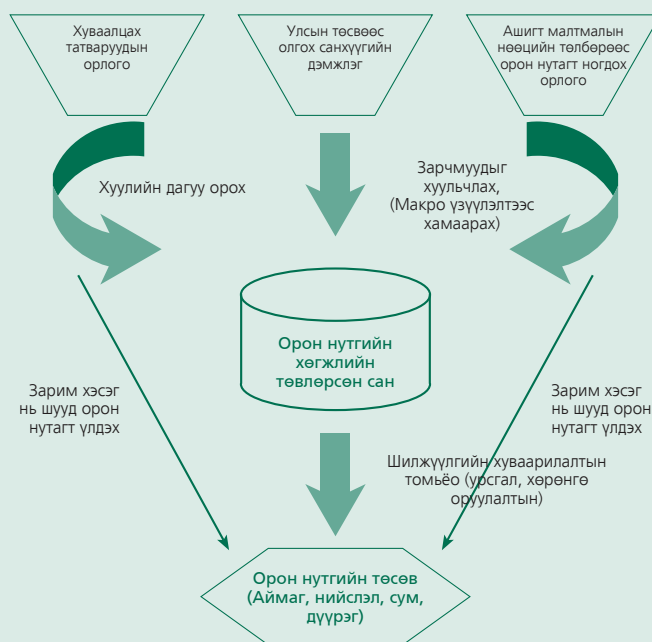 Хуваалцах
татваруудын
орлого
Улсын төсвөөс
олгох санхүүгийн
дэмжлэг
Ашигт малтмалын
нөөцийн төлбөрөөс
орон нутагт ногдох
орлого
Хуулийн дагуу орох
Зарчмуудыг
хуульчлах,
(Макро үзүүлэлтээс
хамаарах)
Орон нутгийн
хөгжлийн
төвлөрсөн сан
Зарим хэсэг
нь шууд орон
нутагт үлдэх
Зарим хэсэг
нь шууд орон
нутагт үлдэх
Шилжүүлгийн хуваарилалтын
томьёо (урсгал, хөрөнгө
оруулалтын)
Орон нутгийн төсөв
(Аймаг, нийслэл, сум,
дүүрэг)